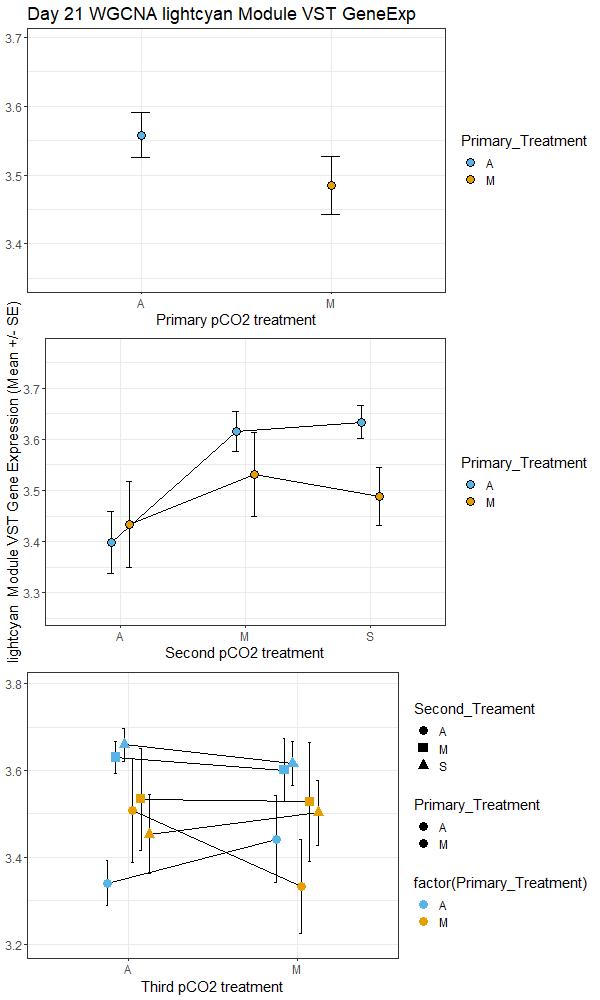 Day 21 WGCNA lightcyan Module VST GeneExp
3.7
3.6
3.5
3.4
A
M
Primary pCO2 treatment
Primary_Treatment
A
M
lightcyan Module VST Gene Expression (Mean +/- SE)
3.7
3.6
3.5
3.4
3.3
A
M
S
Second pCO2 treatment
Primary_Treatment
A
M
3.8
3.6
3.4
3.2
A
M
Third pCO2 treatment
Second_Treament
A
M
S
Primary_Treatment
A
M
factor(Primary_Treatment)
A
M